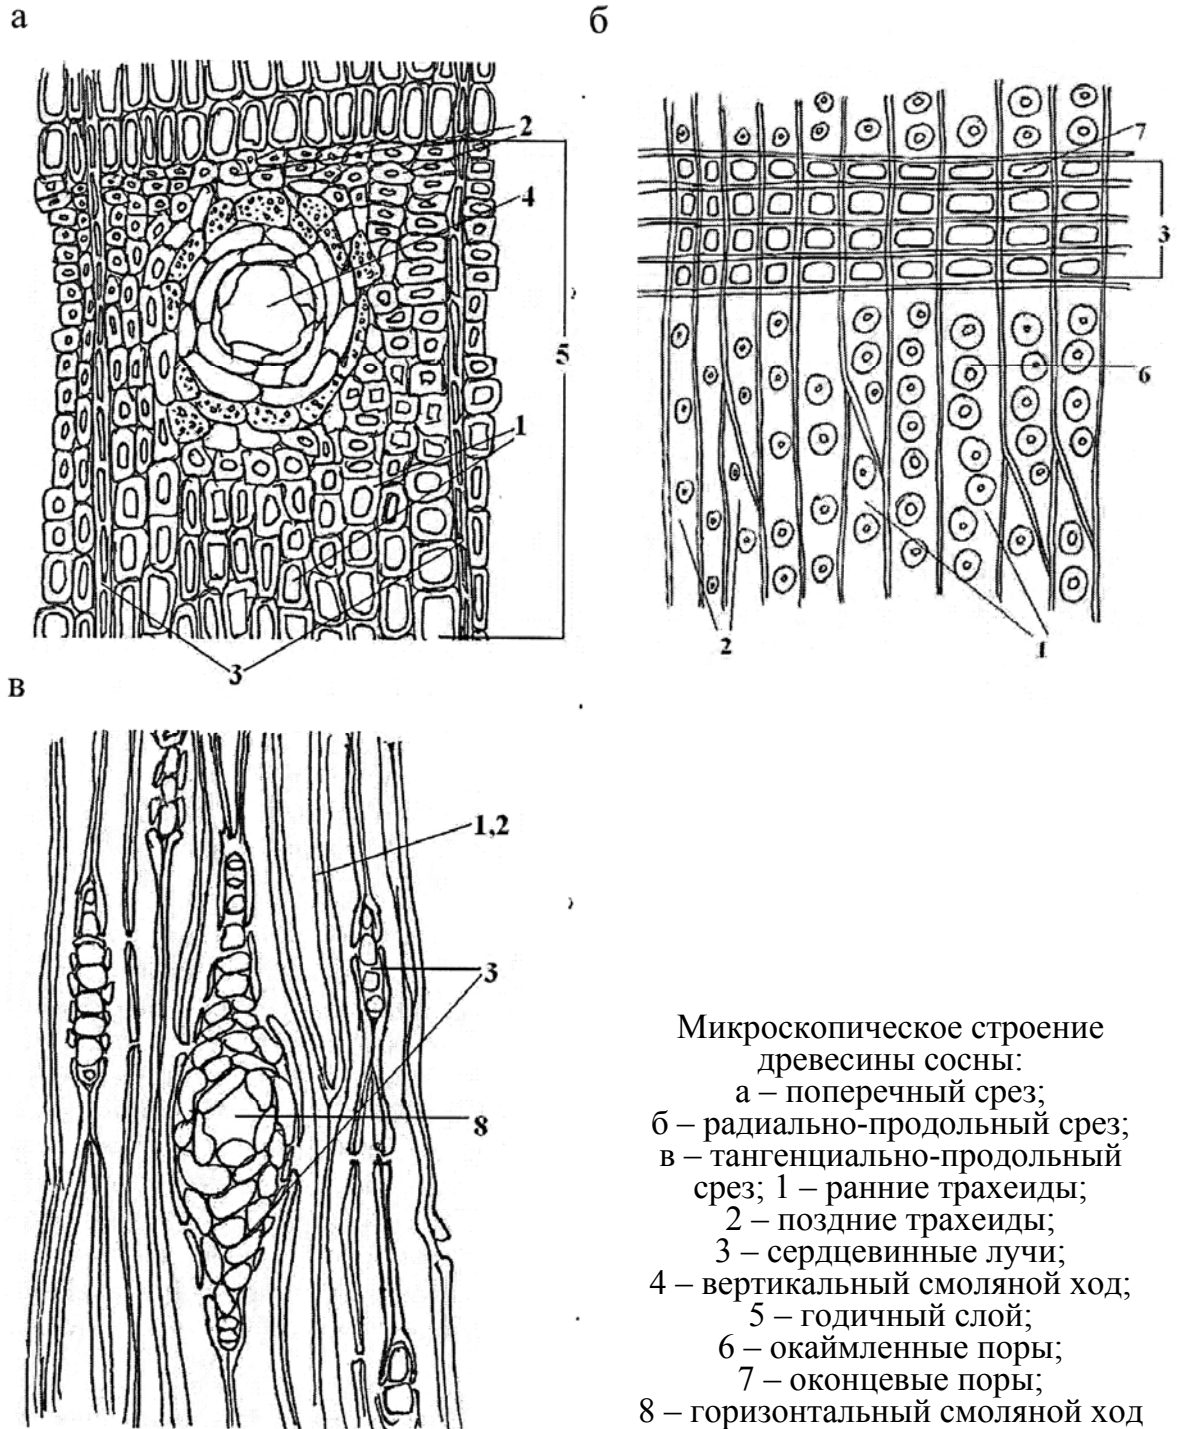 а
б
2
4
5
1
3
7
3
6
2
1
в
1,2
3
8
Микроскопическое строение
древесины сосны:
а – поперечный срез;
б – радиально-продольный срез;
в – тангенциально-продольный
срез; 1 – ранние трахеиды;
2 – поздние трахеиды;
3 – сердцевинные лучи;
4 – вертикальный смоляной ход;
5 – годичный слой;
6 – окаймленные поры;
7 – оконцевые поры;
8 – горизонтальный смоляной ход